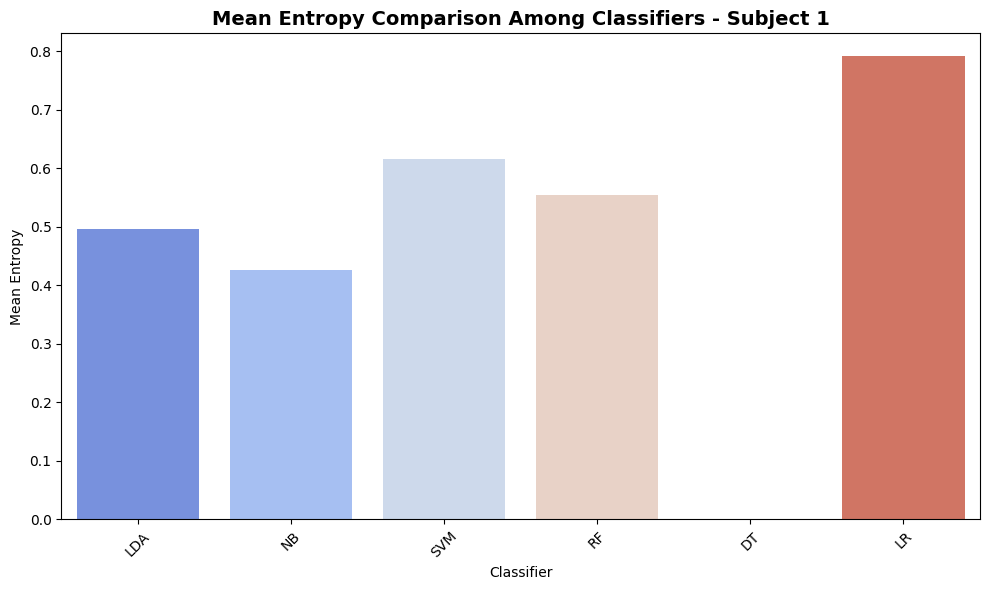 Mean Entropy Comparison Among Classifiers - Subject 1
Mean Entropy
0.8
0.7
0.6
0.5
0.4
0.3
0.2
0.1
0.0
LDA
NB
SVM
RF
DT
LR
Classifier